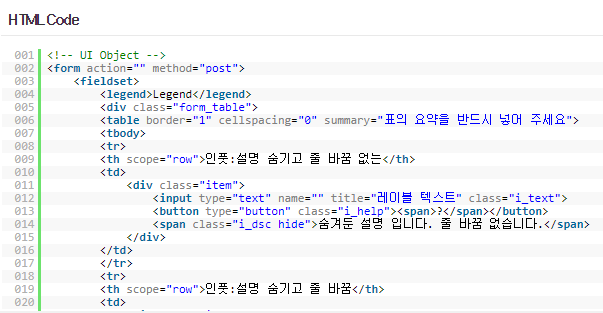 HTML Code
001 <!-- UI Object -->
002 <form action="" method="post">
003 <fieldset>
004 <legend>Legend</legend>
005 <div class="form_table">
006 <table border="1" cellspacing="0" summary="표의 요약을 반드시 넣어 주세요">
007 <tbody>
008 <tr>
009 <th scope="row">인풋:설명 숨기고 줄 바꿈 없는</th>
010 <td>
011 <div class="item">
012 <input type="text" name="" title="레이블 텍스트" class="i_text">
013 <button type="button" class="i_help"><span>?</span></button>
014 <span class="i_dsc hide">숨겨둔 설명 입니다. 줄 바꿈 없습니다.</span>
015 </div>
016 </td>
017 </tr>
018 <tr>
019 <th scope="row">인풋:설명 숨기고 줄 바꿈</th>
020 <td>